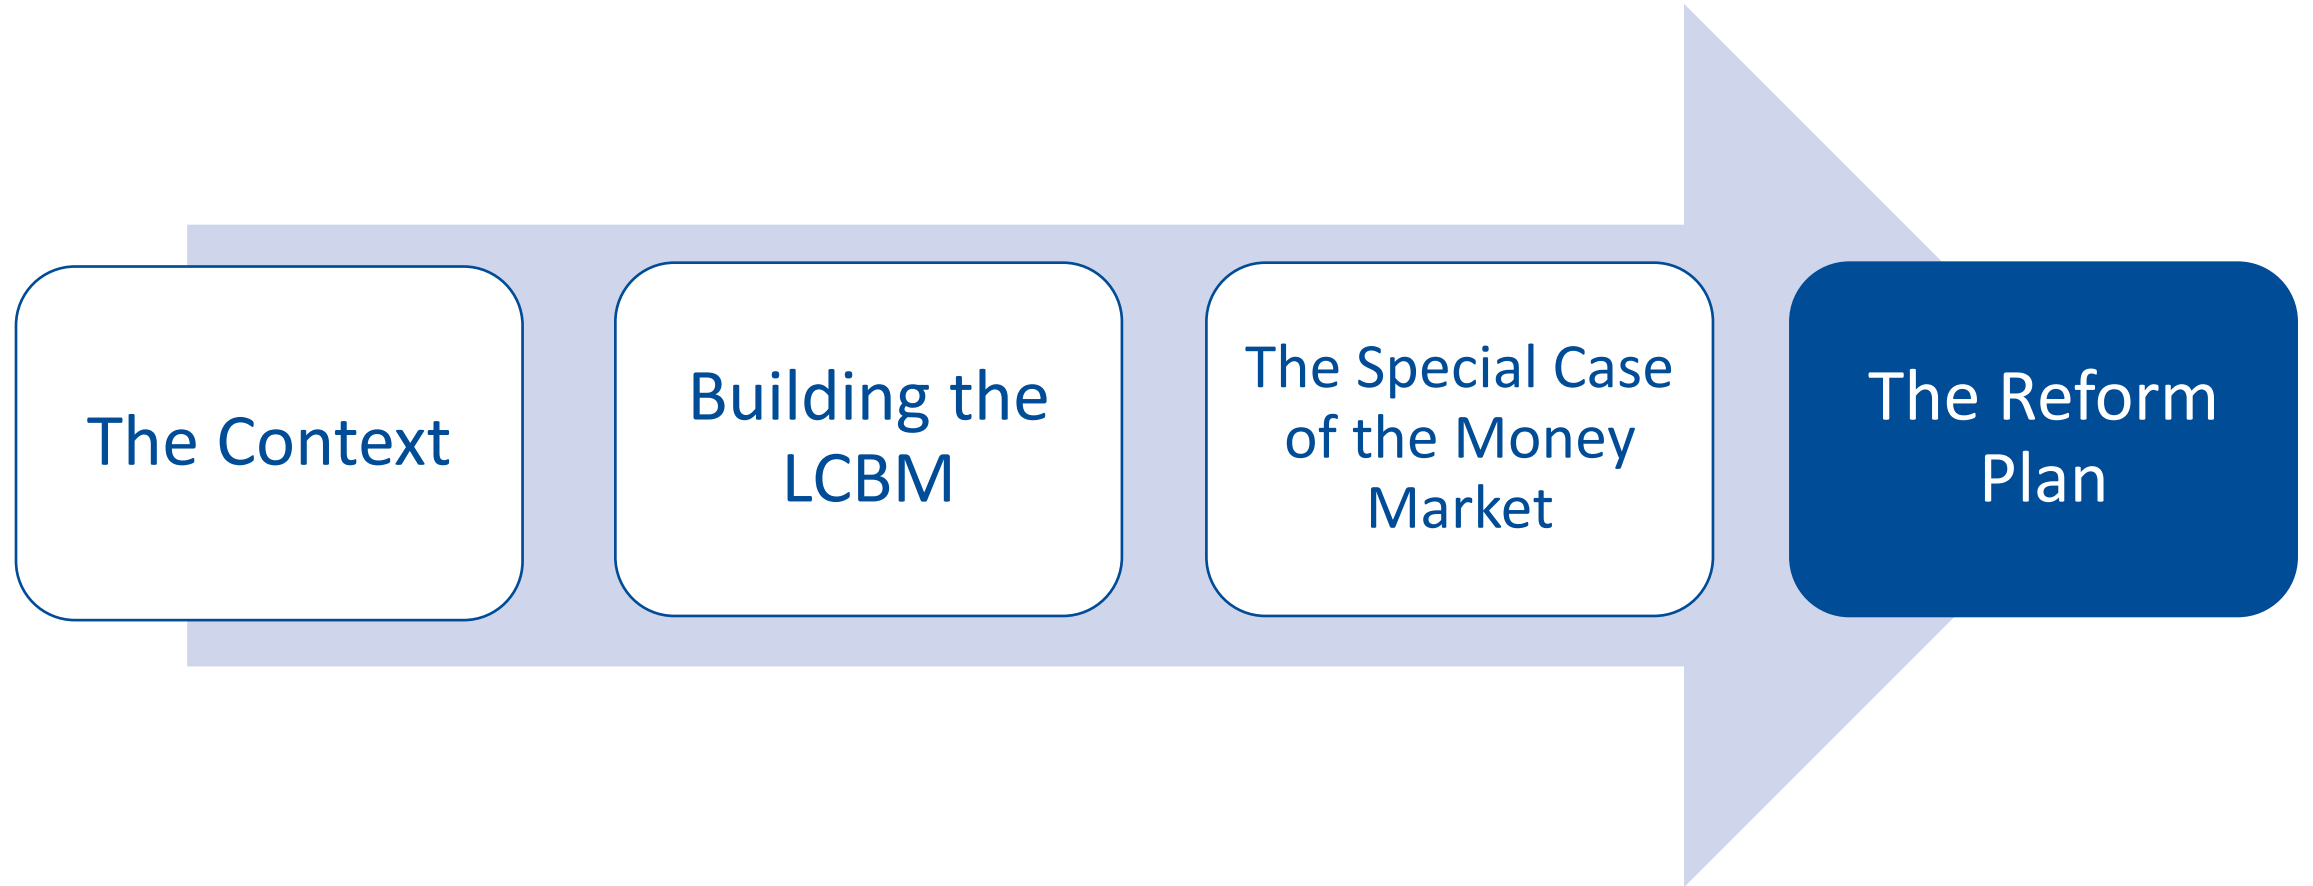 The Context
Building the
LCBM
The Special Case
of the Money
Market
The Reform
Plan